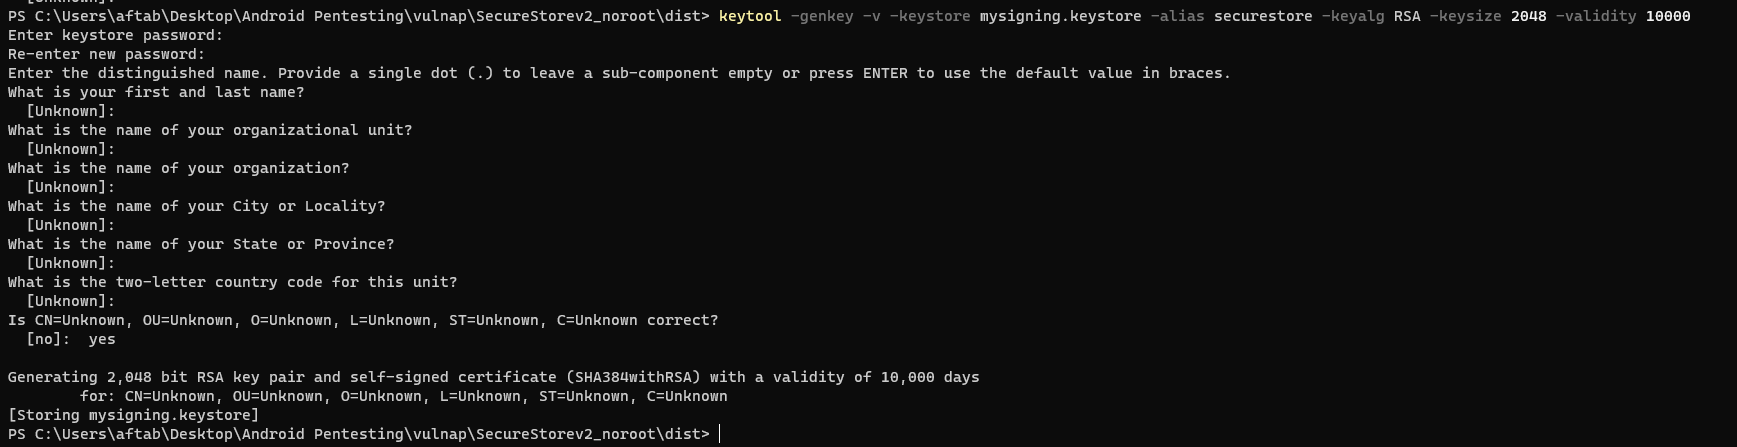 PS C:\Users\aftab\Desktop\Android Pentesting\vulnap\SecureStorev2_noroot\dist> keytool -genkey -v -keystore mysigning.keystore -alias securestore -keyalg RSA -keysize 2048 -validity 10000
Enter keystore password:
Re-enter new password:
Enter the distinguished name. Provide a single dot (.) to leave a sub-component empty or press ENTER to use the default value in braces.
What is your first and last name?
  [Unknown]:
What is the name of your organizational unit?
  [Unknown]:
What is the name of your organization?
  [Unknown]:
What is the name of your City or Locality?
  [Unknown]:
What is the name of your State or Province?
  [Unknown]:
What is the two-letter country code for this unit?
  [Unknown]:
Is CN=Unknown, OU=Unknown, O=Unknown, L=Unknown, ST=Unknown, C=Unknown correct?
  [no]:  yes

Generating 2,048 bit RSA key pair and self-signed certificate (SHA384withRSA) with a validity of 10,000 days
        for: CN=Unknown, OU=Unknown, O=Unknown, L=Unknown, ST=Unknown, C=Unknown
[Storing mysigning.keystore]
PS C:\Users\aftab\Desktop\Android Pentesting\vulnap\SecureStorev2_noroot\dist>